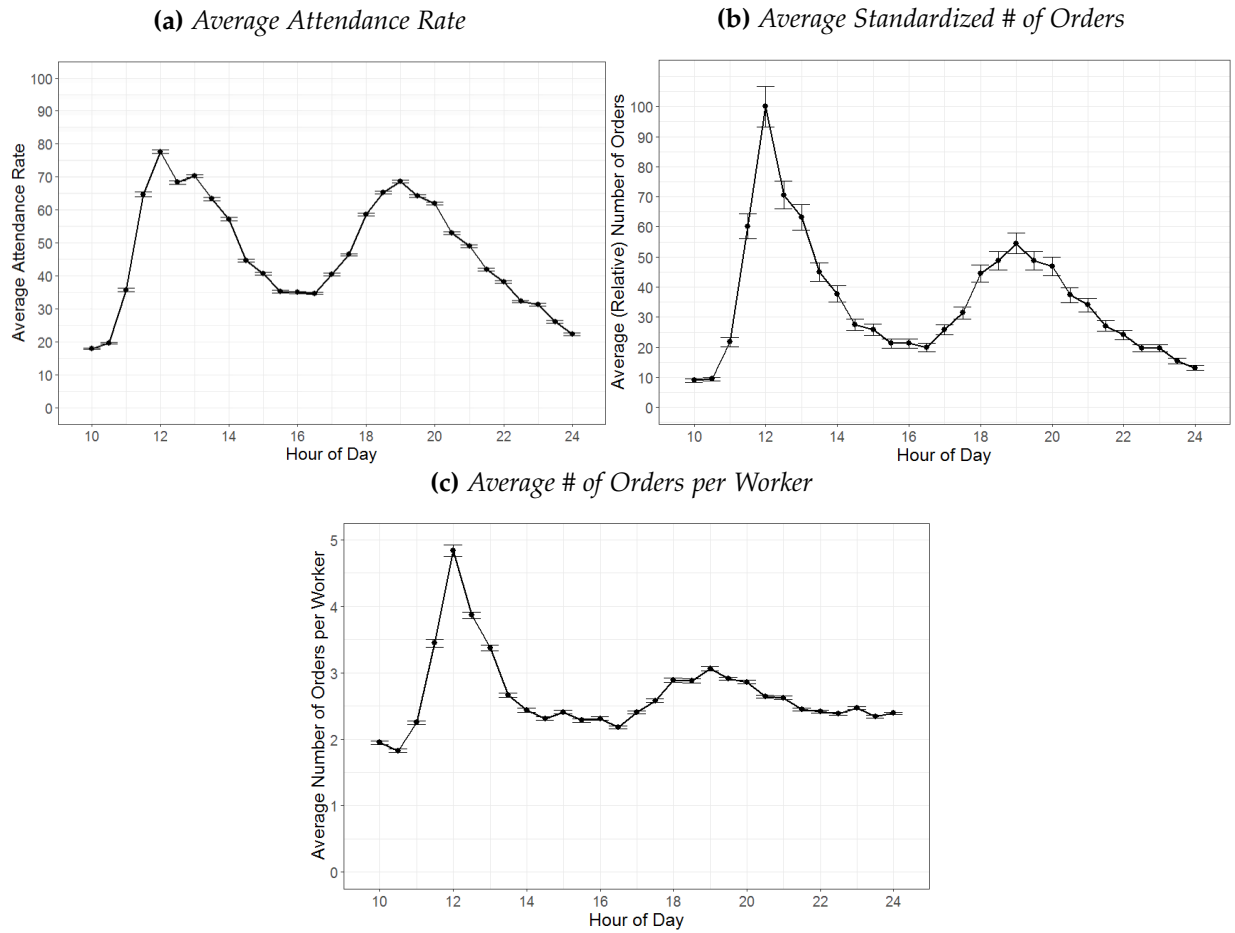 (a) Average Attendance Rate
Average Attendance Rate
100
90
80
70
60
50
40
30
20
10
0
10 12 14 16 18 20 22 24
Hour of Day
(b) Average Standardized # of Orders
Average (Relative) Number of Orders
100
90
80
70
60
50
40
30
20
10
0
10 12 14 16 18 20 22 24
Hour of Day
(c) Average # of Orders per Worker
Average Number of Orders per Worker
5
4
3
2
1
0
10 12 14 16 18 20 22 24
Hour of Day